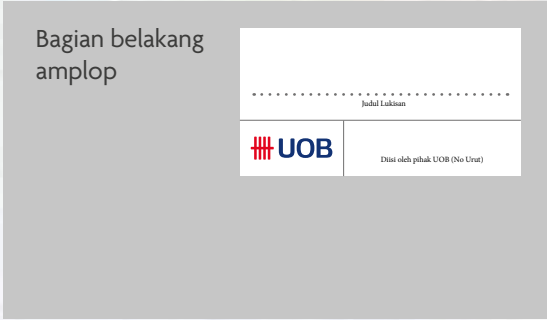 Bagian belakang
amplop
Judul Lukisan
UOB
Diisi oleh pihak UOB (No Urut)